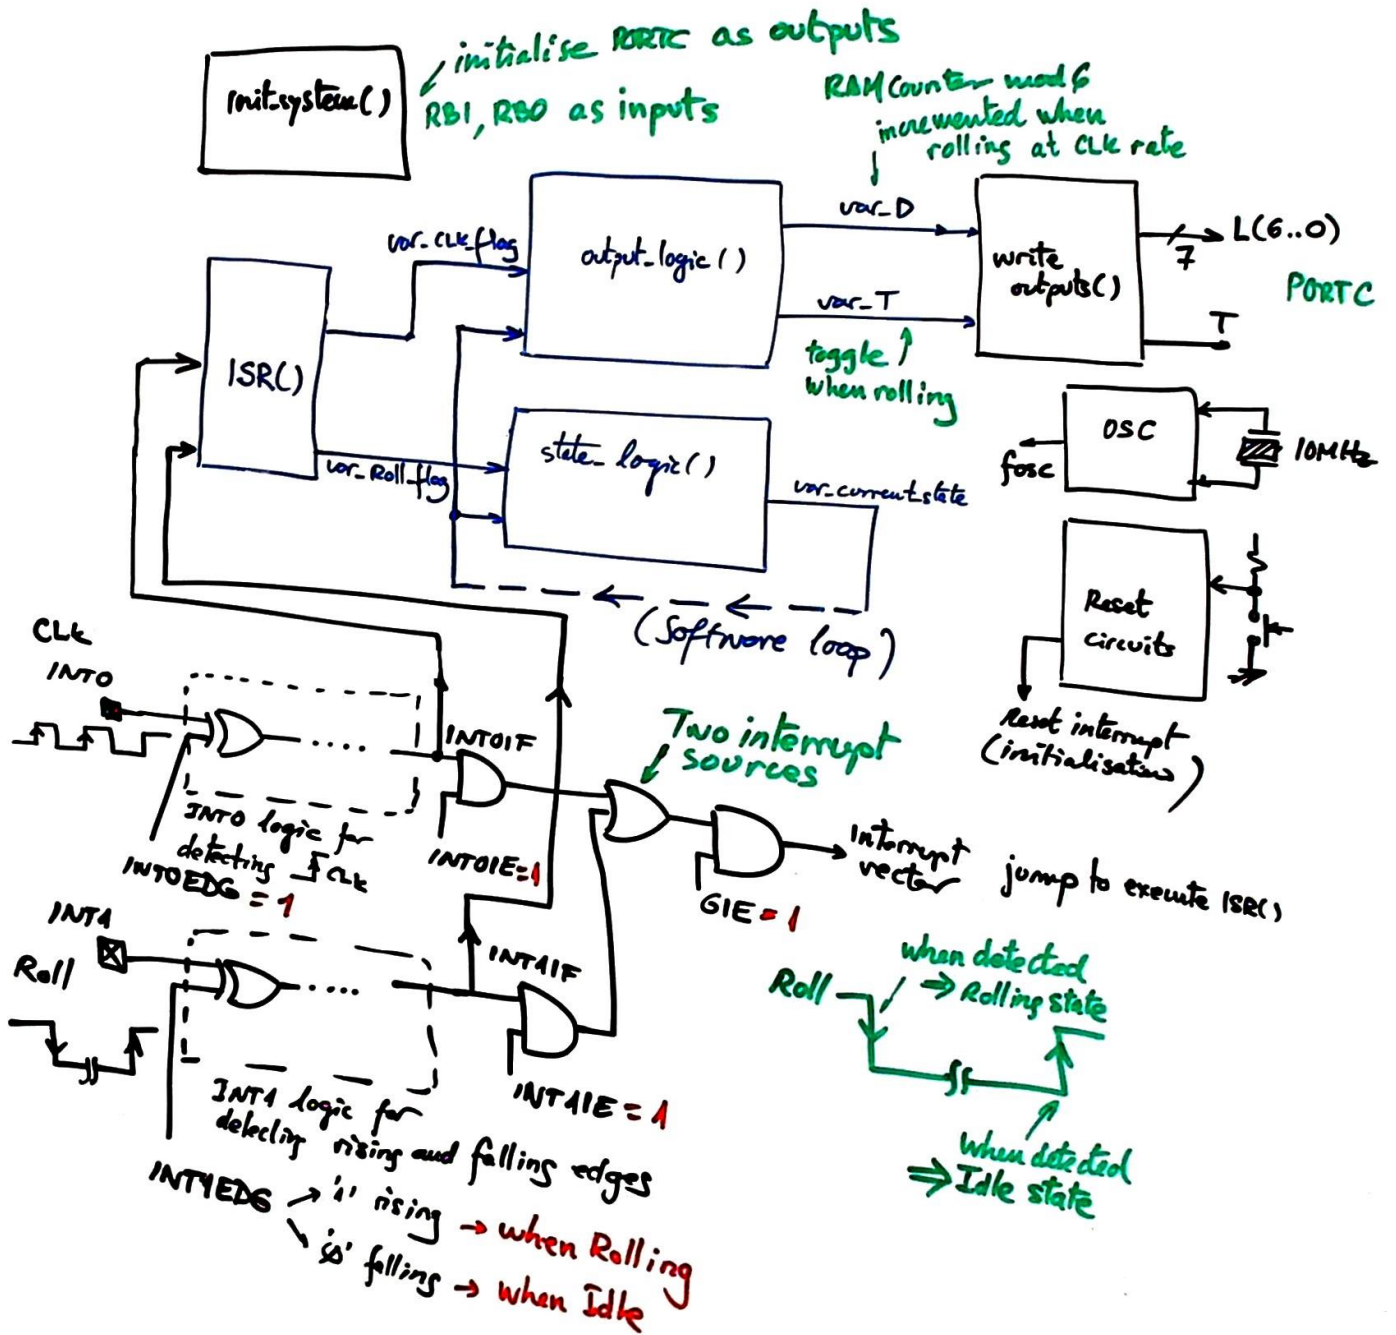 initialise PORTC as outputs
init_system()
RB1, RB0 as inputs
RAM Counter mod 6
incremented when
rolling at CLK rate
var_D
var_CLK_flag
output_logic()
write
outputs()
L(6..0)
7
PORTC
var_T
T
toggle
when rolling
ISR()
OSC
10MHz
fosc
state_logic()
var_Roll_flag
var_current_state
Reset
circuits
(Software loop)
CLK
INT0
Reset interrupt
(initialisation)
Two interrupt
sources
INT0IF
INT0 logic for
detecting CLK
INT0EDG = 1
INT0IE=1
Interrupt
vector
jump to execute ISR()
GIE = 1
INT1
Roll
INT1IF
when detected
⇒ Rolling state
Roll
INT1 logic for
detecting rising and falling edges
INT1IE = 1
when detected
⇒ Idle state
INT1EDG
'1' rising → when Rolling
'0' falling → when Idle